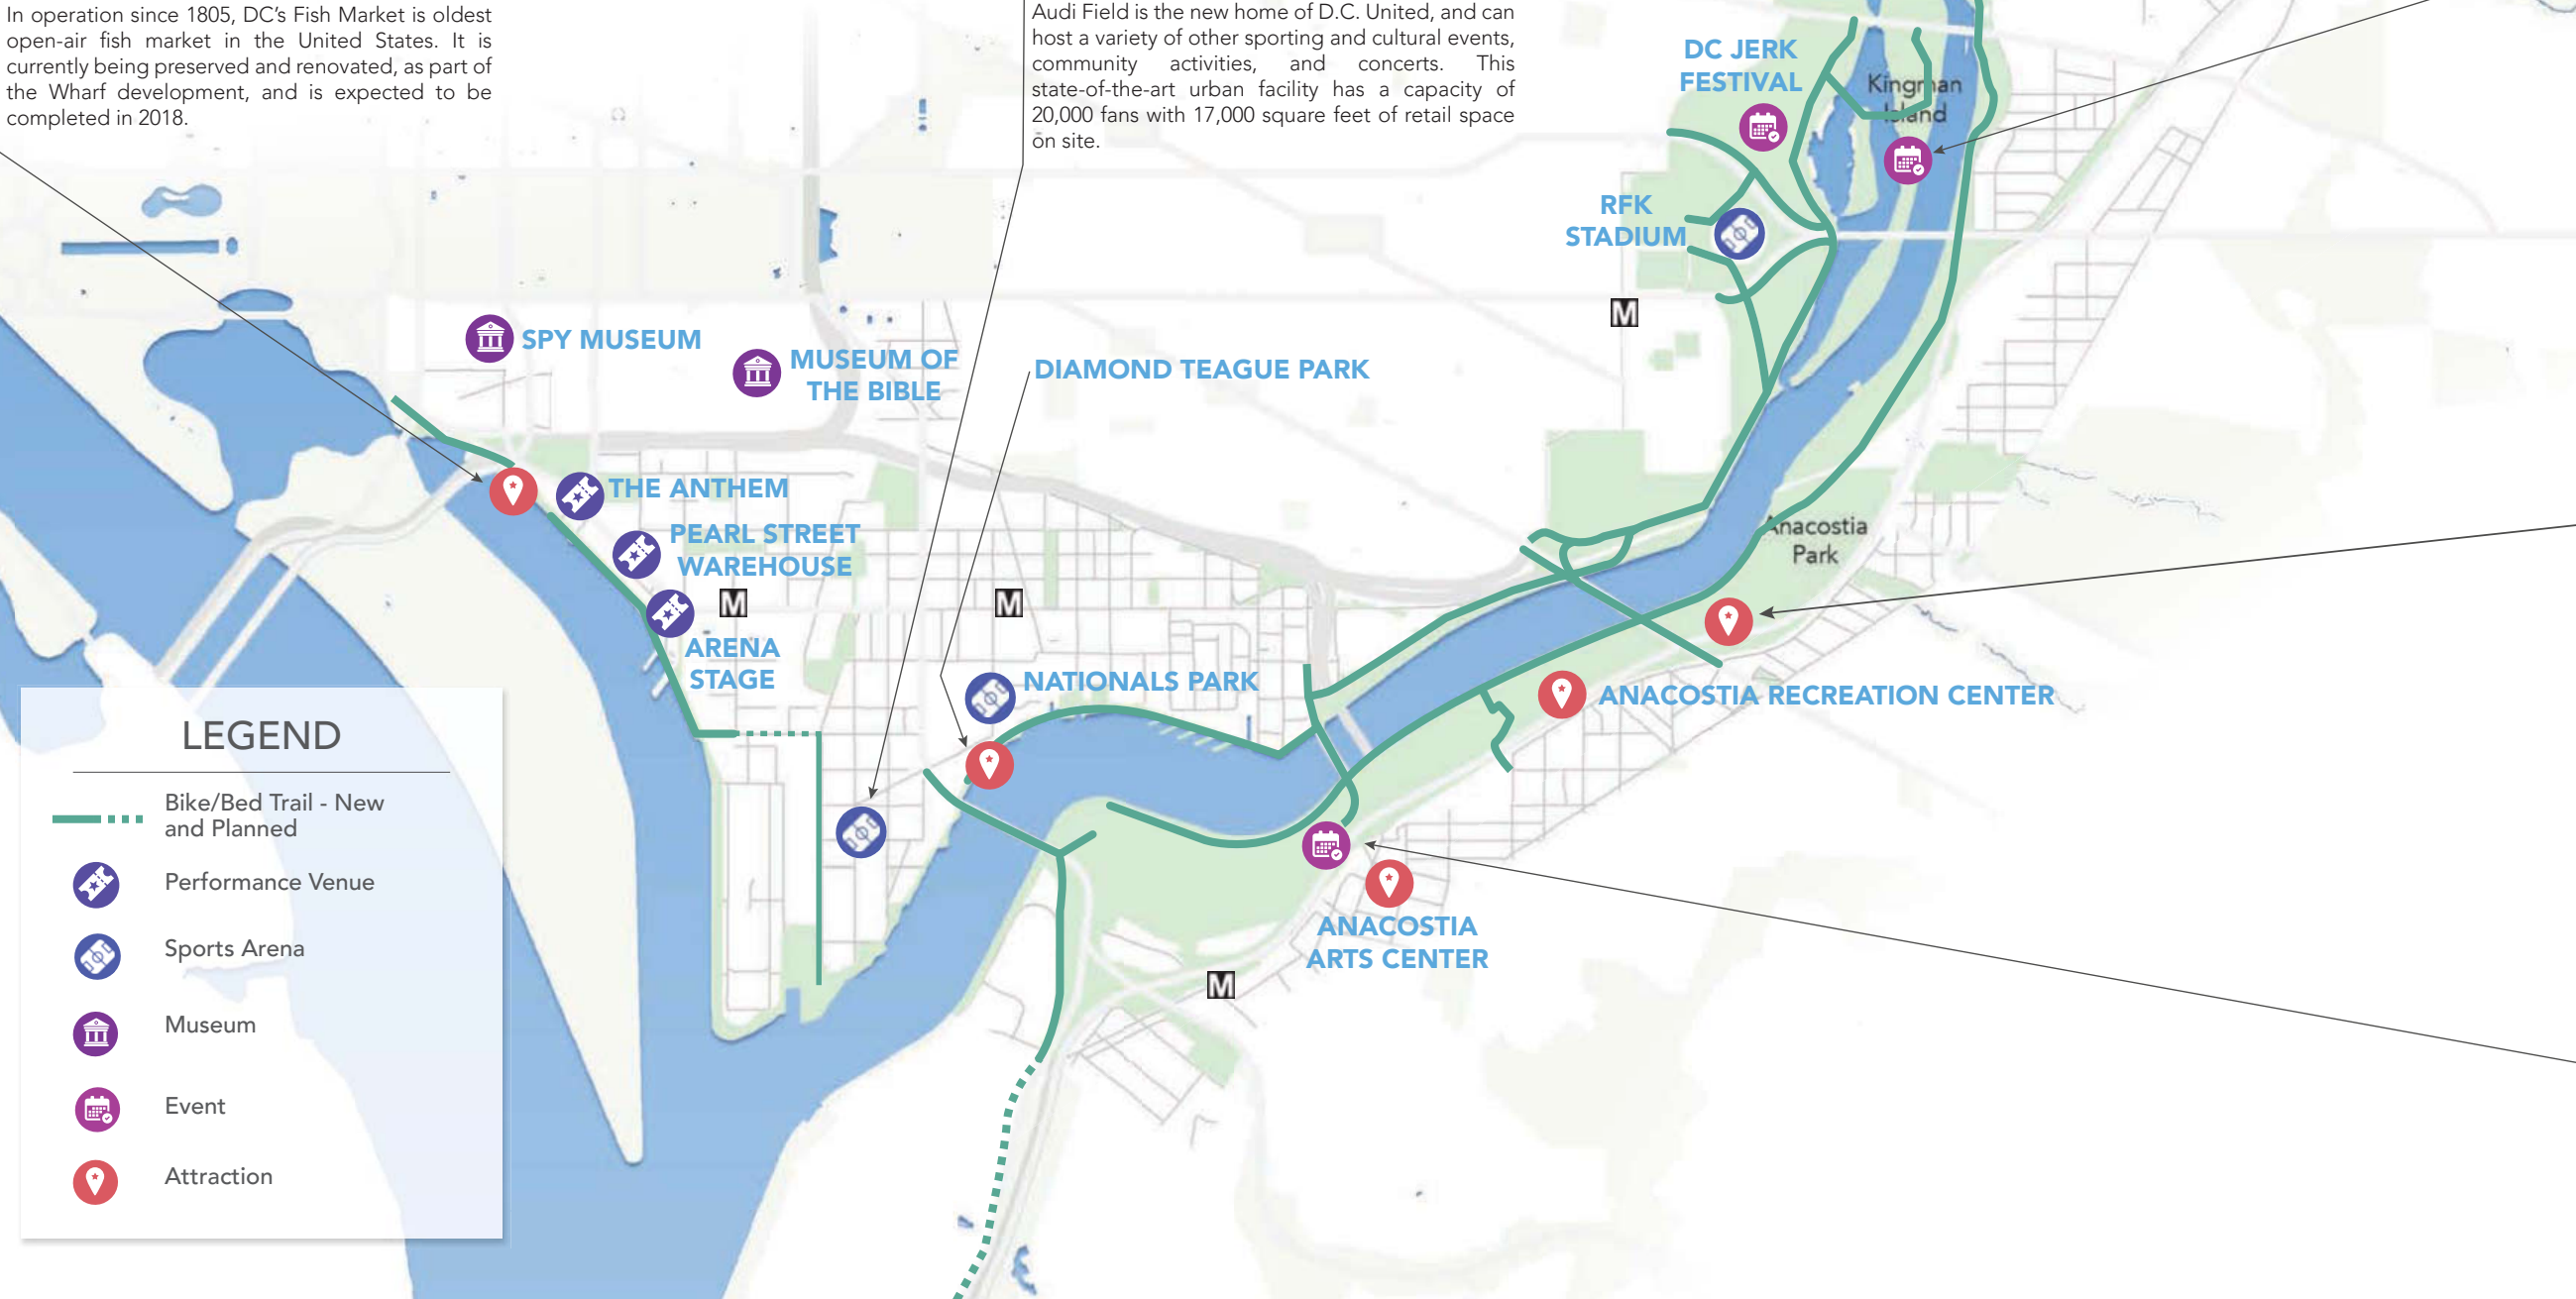 In operation since 1805, DC's Fish Market is oldest
open-air fish market in the United States. It is
currently being preserved and renovated, as part of
the Wharf development, and is expected to be
completed in 2018.
Audi Field is the new home of D.C. United, and can
host a variety of other sporting and cultural events,
community activities, and concerts. This
state-of-the-art urban facility has a capacity of
20,000 fans with 17,000 square feet of retail space
on site.
DC JERK
FESTIVAL
Kingman
Island
RFK
STADIUM
M
SPY MUSEUM
MUSEUM OF
THE BIBLE
DIAMOND TEAGUE PARK
THE ANTHEM
PEARL STREET
WAREHOUSE
M
M
ARENA
STAGE
Anacostia
Park
NATIONALS PARK
ANACOSTIA RECREATION CENTER
ANACOSTIA
ARTS CENTER
M
LEGEND
Bike/Bed Trail - New
and Planned
Performance Venue
Sports Arena
Museum
Event
Attraction